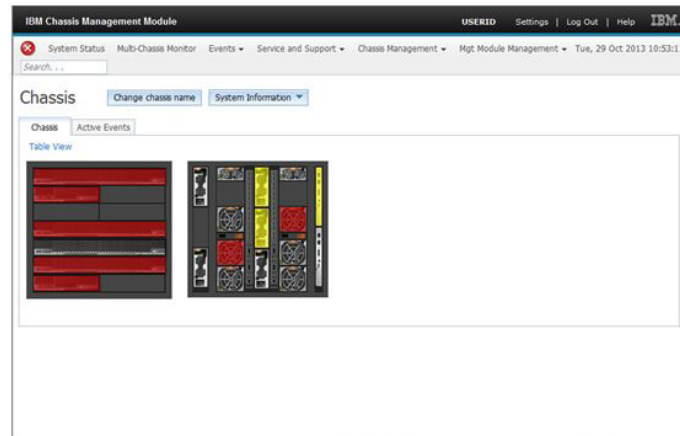 IBM Chassis Management Module
USERID Settings | Log Out | Help IBM.
System Status Multi-Chassis Monitor Events Service and Support Chassis Management Mgt Module Management Tue, 29 Oct 2013 10:53:1
Search. . .
Chassis Change chassis name System Information
Chassis Active Events
Table View